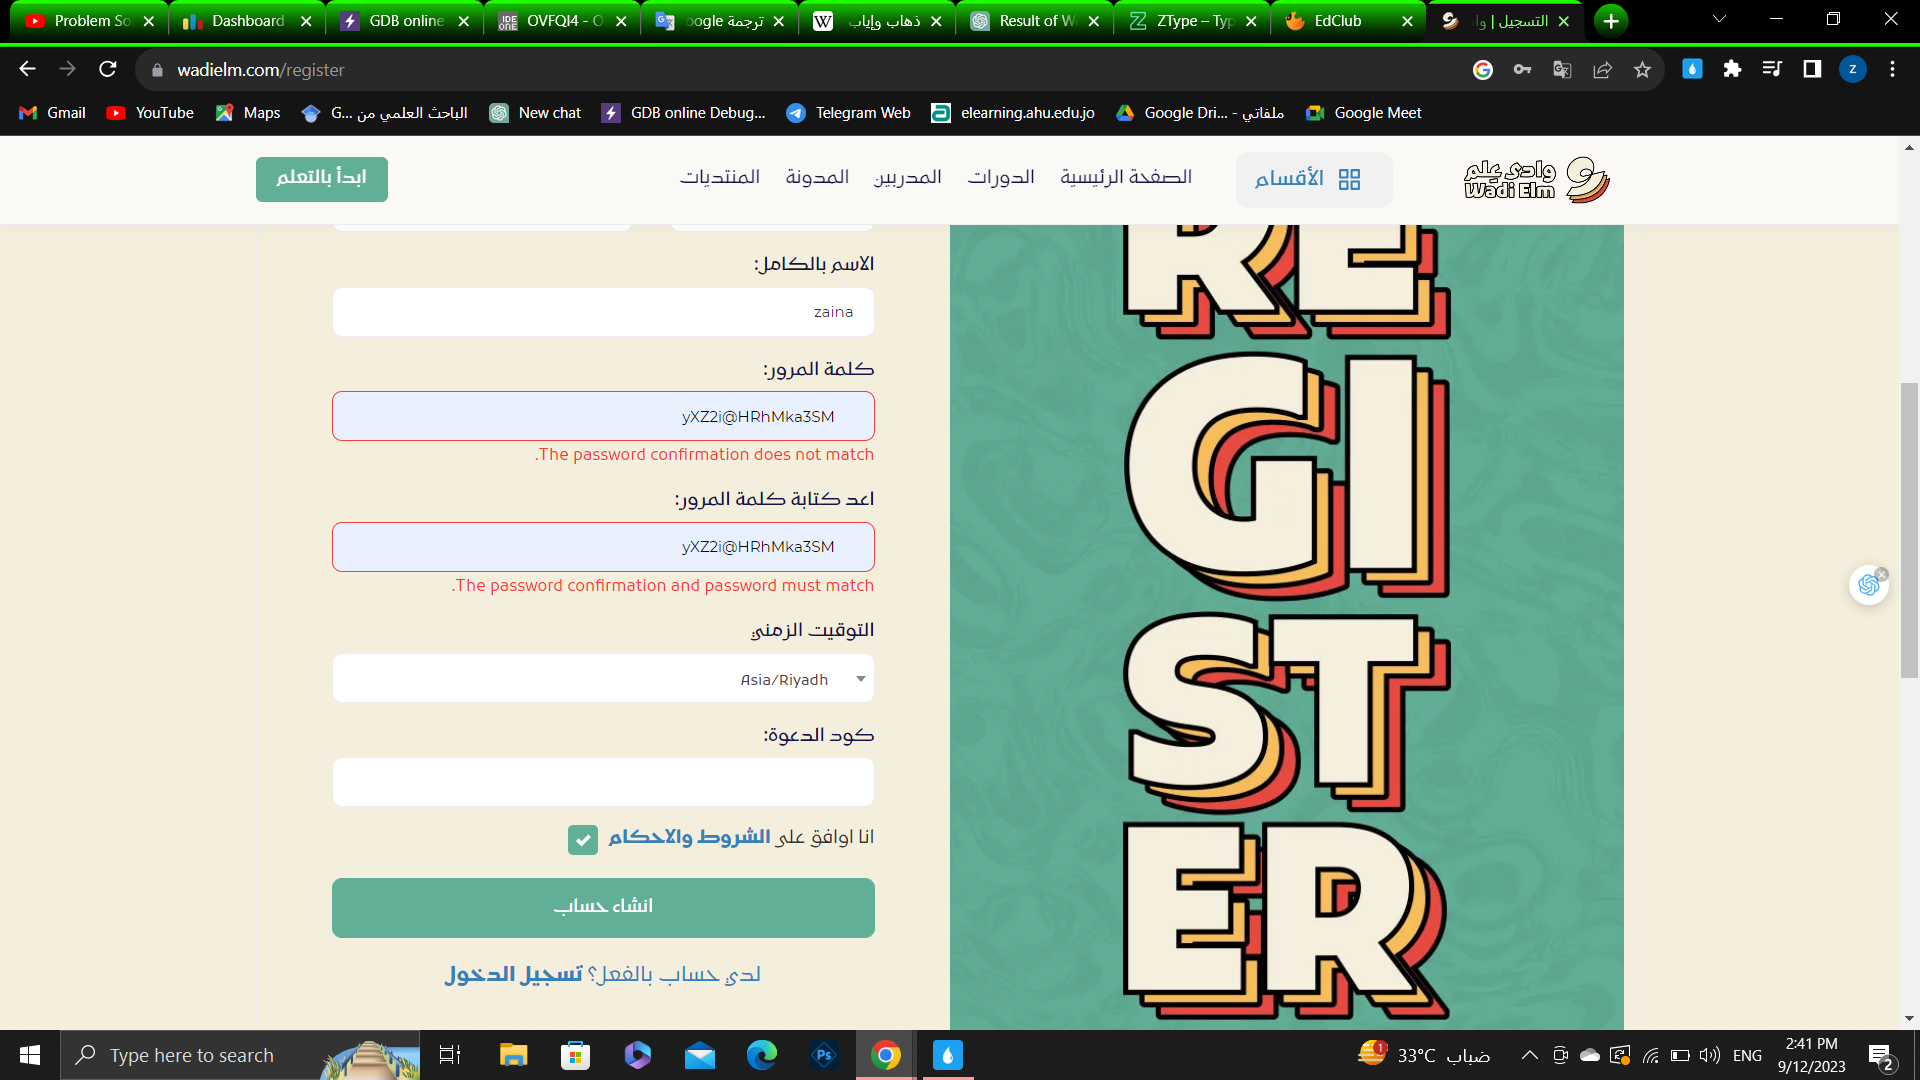 Problem So
Dashboard
GDB online
OVFQI4 - O
ترجمة oogle
ذهاب وإياب
Result of W
ZType – Typ
EdClub
التسجيل | وا
wadielm.com/register
Gmail
YouTube
Maps
الباحث العلمي من G...
New chat
GDB online Debug...
Telegram Web
elearning.ahu.edu.jo
ملفاتي - Google Dri...
Google Meet
وادي علم
Wadi Elm
الأقسام
الصفحة الرئيسية
الدورات
المدربين
المدونة
المنتديات
ابدأ بالتعلم
الاسم بالكامل:
zaina
كلمة المرور:
yXZ2i@HRhMka3SM
The password confirmation does not match.
اعد كتابة كلمة المرور:
yXZ2i@HRhMka3SM
The password confirmation and password must match.
التوقيت الزمني
Asia/Riyadh
كود الدعوة:
انا اوافق على الشروط والاحكام
انشاء حساب
لدي حساب بالفعل؟ تسجيل الدخول
RE
GI
ST
ER
Type here to search
Ps
1
33°C ضباب
ENG
2:41 PM
9/12/2023
2